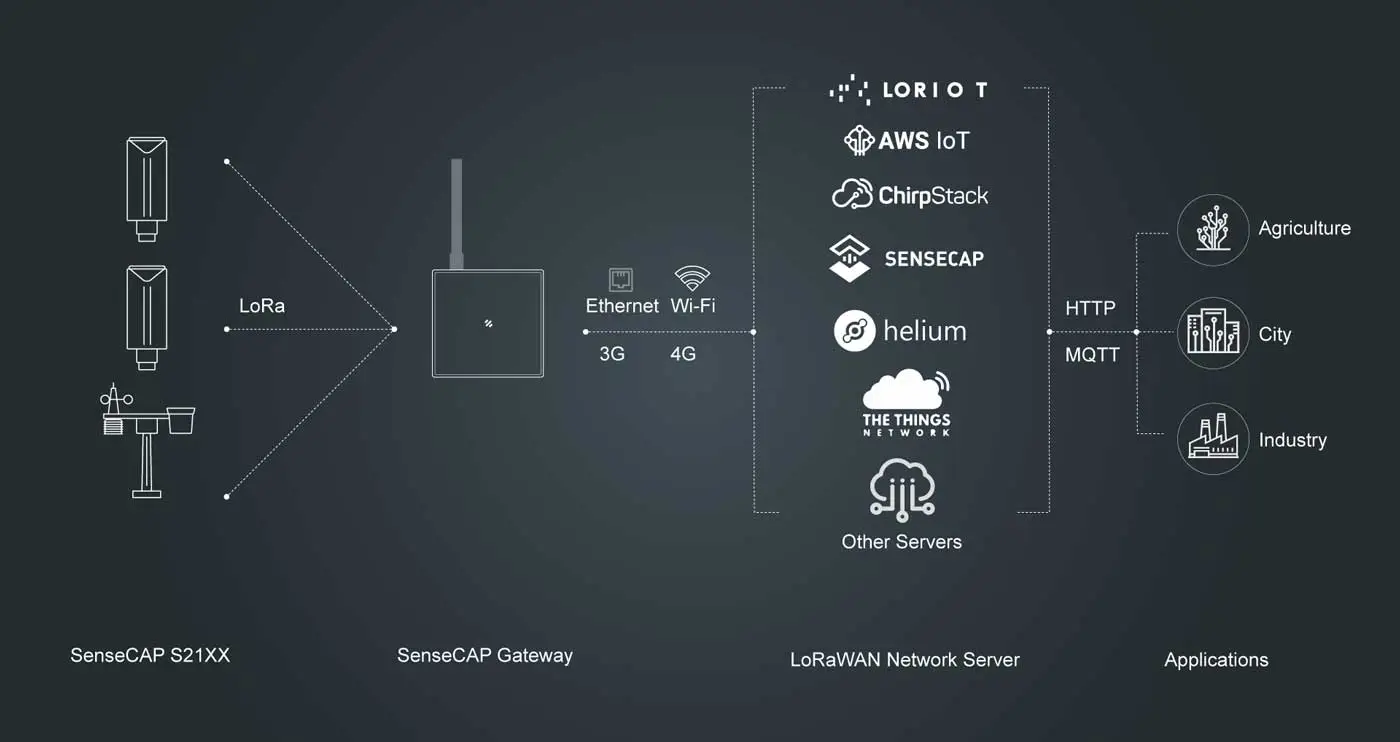 LORIOT
AWS IoT
ChirpStack
SENSECAP
helium
THE THINGS
NETWORK
Other Servers
LoRa
Ethernet Wi-Fi
3G 4G
HTTP
MQTT
Agriculture
City
Industry
SenseCAP S21XX
SenseCAP Gateway
LoRaWAN Network Server
Applications